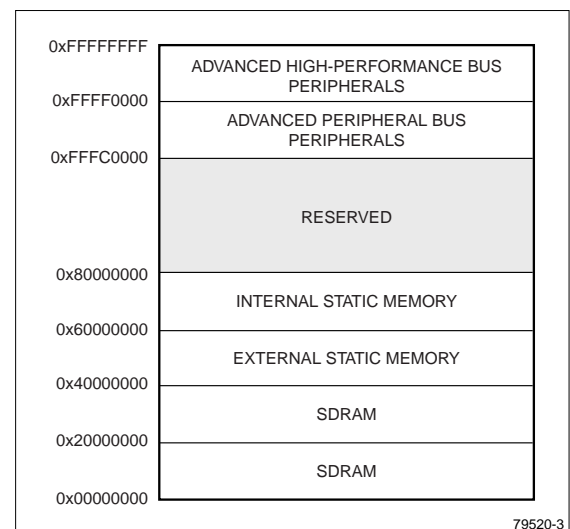 0xFFFFFFFF
ADVANCED HIGH-PERFORMANCE BUS
PERIPHERALS
0xFFFF0000
ADVANCED PERIPHERAL BUS
PERIPHERALS
0xFFFC0000
RESERVED
0x80000000
INTERNAL STATIC MEMORY
0x60000000
EXTERNAL STATIC MEMORY
0x40000000
SDRAM
0x20000000
SDRAM
0x00000000
79520-3